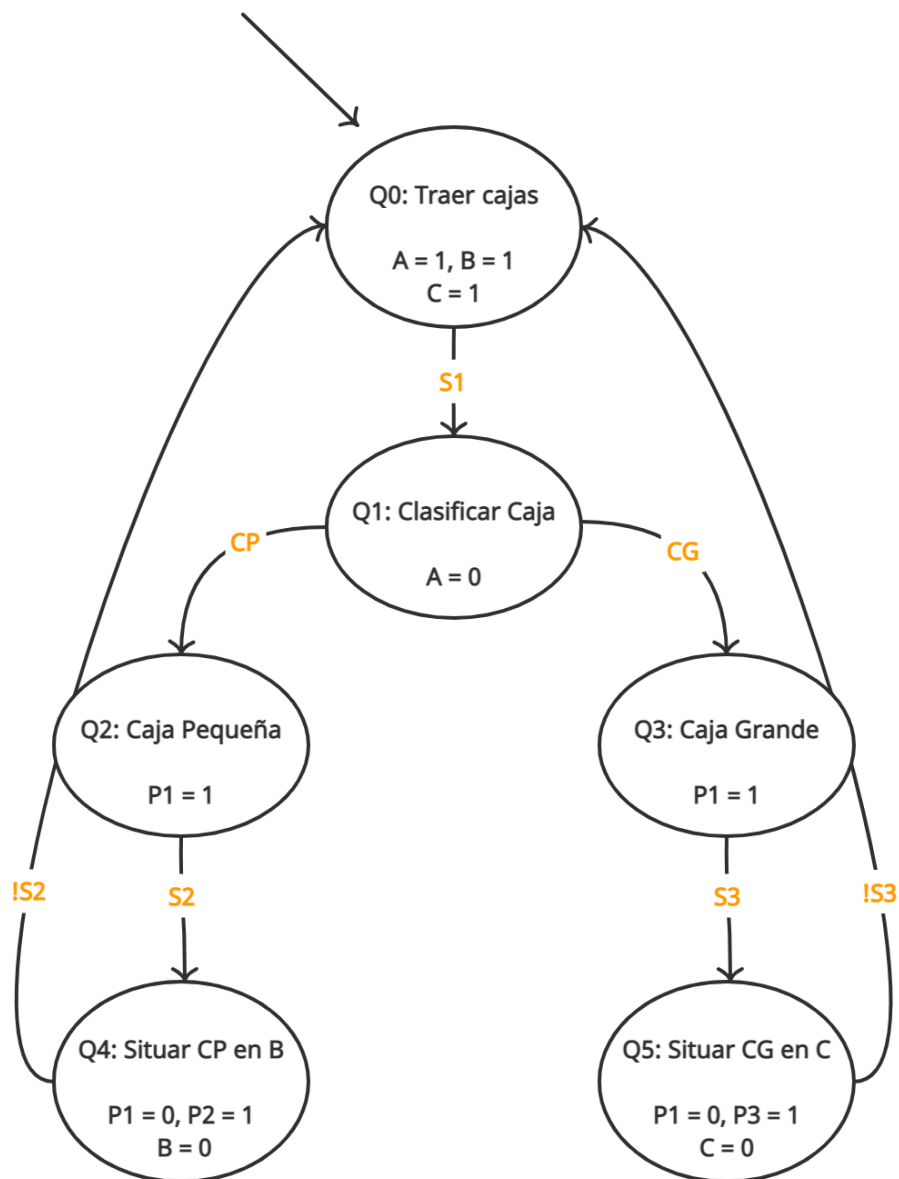 Q0: Traer cajas
A = 1, B = 1
C = 1
S1
Q1: Clasificar Caja
A = 0
CP
CG
Q2: Caja Pequeña
P1 = 1
Q3: Caja Grande
P1 = 1
!S2
S2
S3
!S3
Q4: Situar CP en B
P1 = 0, P2 = 1
B = 0
Q5: Situar CG en C
P1 = 0, P3 = 1
C = 0